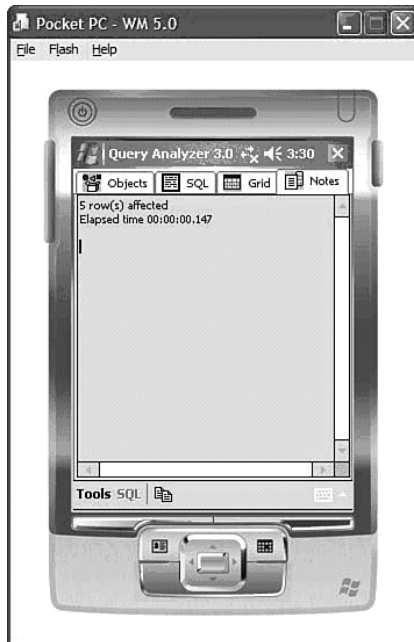 Pocket PC - WM 5.0
File Flash Help
Query Analyzer 3.0 3:30
Objects SQL Grid Notes
5 row(s) affected
Elapsed time 00:00:00.147
Tools SQL